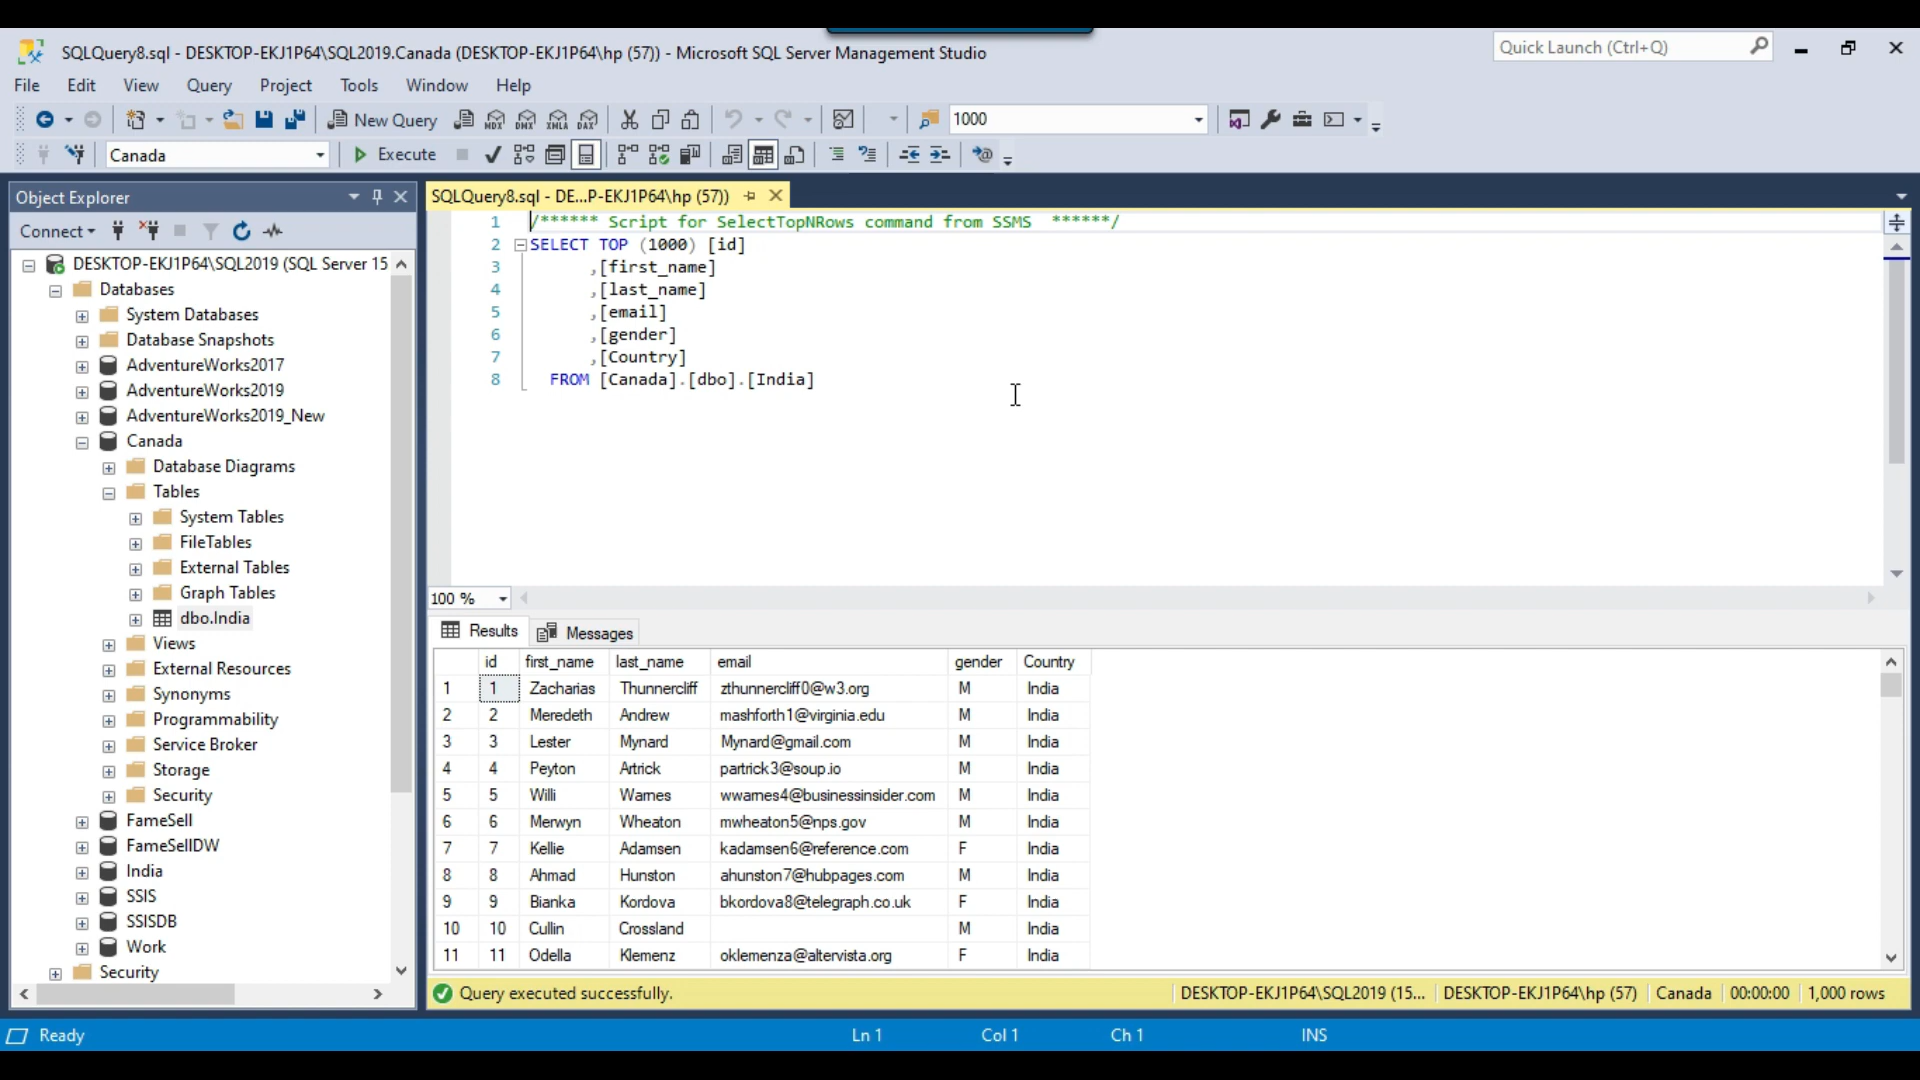 SQLQuery8.sql - DESKTOP-EKJ1P64\SQL2019.Canada (DESKTOP-EKJ1P64\hp (57)) - Microsoft SQL Server Management Studio
Quick Launch (Ctrl+Q)
File Edit View Query Project Tools Window Help
New Query MDX DMX XMLA DAX 1000
Canada Execute
Object Explorer
Connect
DESKTOP-EKJ1P64\SQL2019 (SQL Server 15
Databases
System Databases
Database Snapshots
AdventureWorks2017
AdventureWorks2019
AdventureWorks2019_New
Canada
Database Diagrams
Tables
System Tables
FileTables
External Tables
Graph Tables
dbo.India
Views
External Resources
Synonyms
Programmability
Service Broker
Storage
Security
FameSell
FameSellDW
India
SSIS
SSISDB
Work
Security
SQLQuery8.sql - DE...P-EKJ1P64\hp (57))
1 /****** Script for SelectTopNRows command from SSMS ******/
2 SELECT TOP (1000) [id]
3 ,[first_name]
4 ,[last_name]
5 ,[email]
6 ,[gender]
7 ,[Country]
8 FROM [Canada].[dbo].[India]
100 %
Results Messages
id first_name last_name email gender Country
1 1 Zacharias Thunnercliff zthunnercliff0@w3.org M India
2 2 Meredeth Andrew mashforth1@virginia.edu M India
3 3 Lester Mynard Mynard@gmail.com M India
4 4 Peyton Artrick partrick3@soup.io M India
5 5 Willi Warnes wwarnes4@businessinsider.com M India
6 6 Merwyn Wheaton mwheaton5@nps.gov M India
7 7 Kellie Adamsen kadamsen6@reference.com F India
8 8 Ahmad Hunston ahunston7@hubpages.com M India
9 9 Bianka Kordova bkordova8@telegraph.co.uk F India
10 10 Cullin Crossland M India
11 11 Odella Klemenz oklemenza@altervista.org F India
Query executed successfully. DESKTOP-EKJ1P64\SQL2019 (15... DESKTOP-EKJ1P64\hp (57) Canada 00:00:00 1,000 rows
Ready Ln 1 Col 1 Ch 1 INS